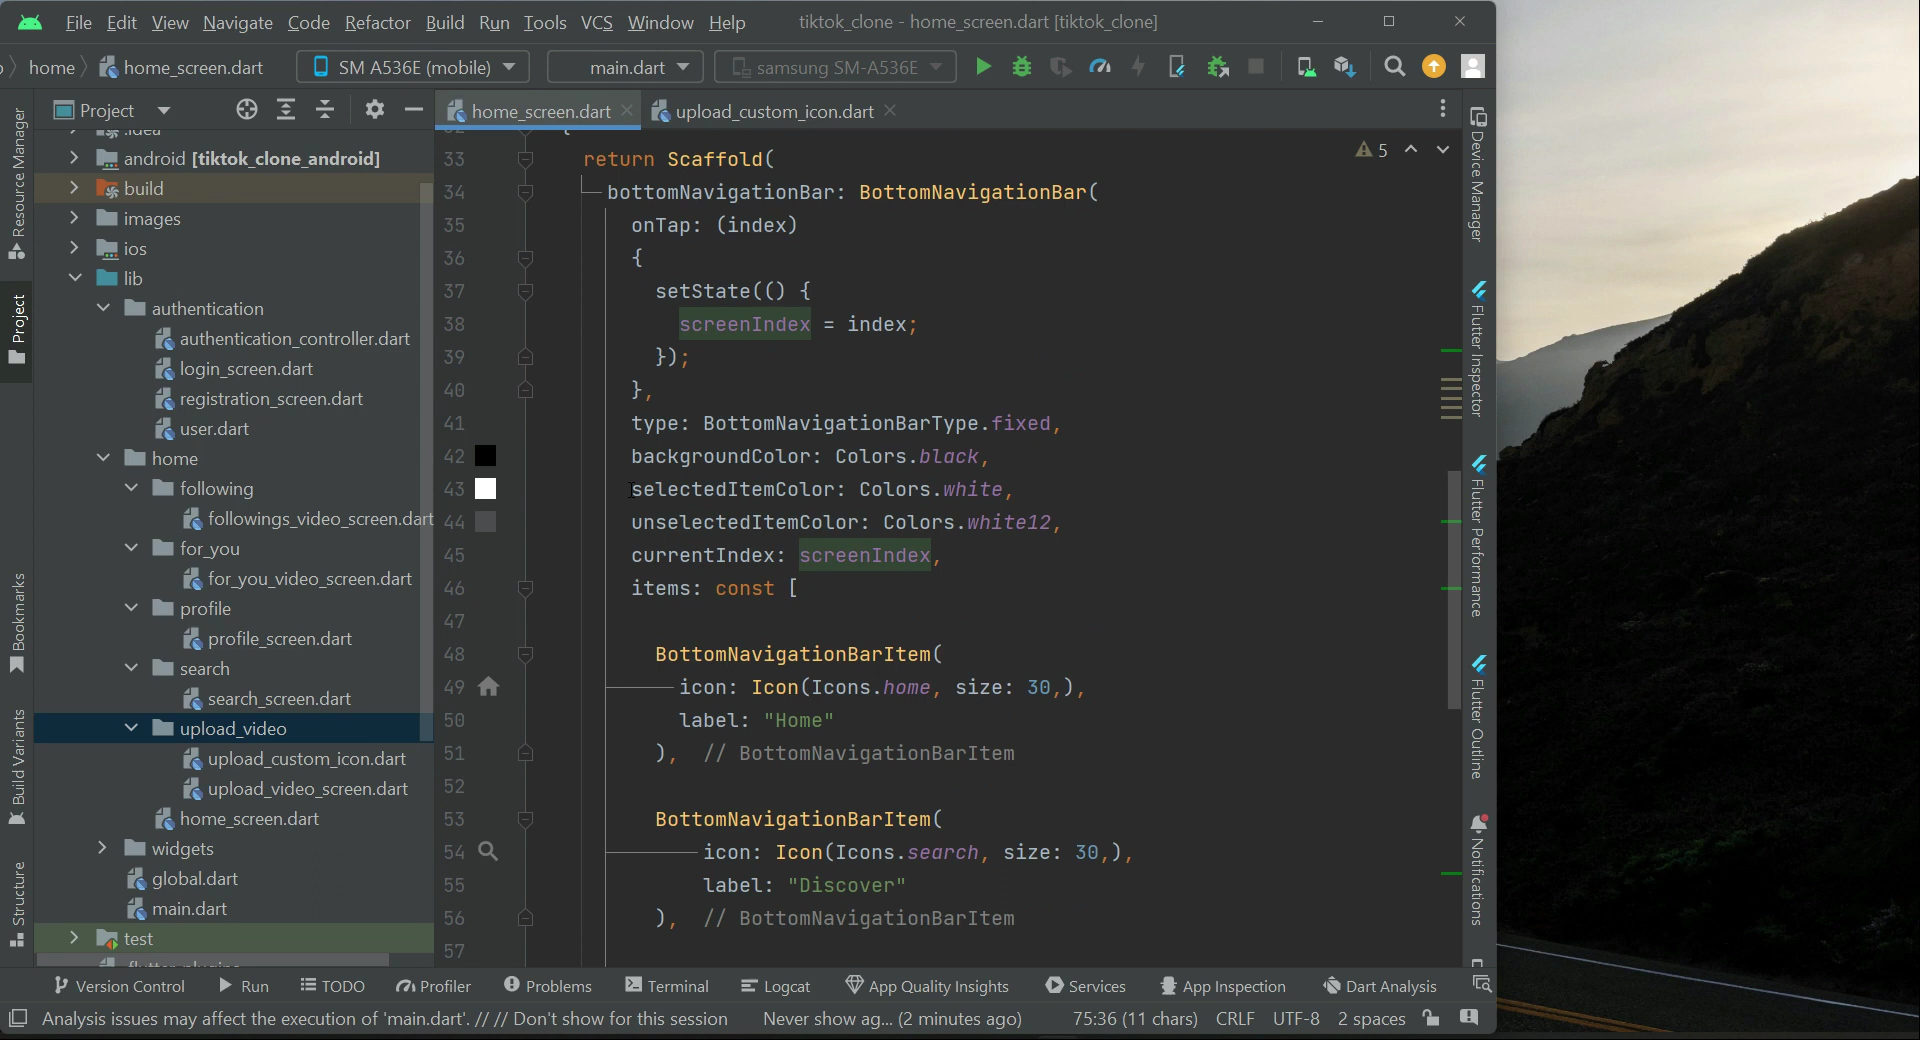 File Edit View Navigate Code Refactor Build Run Tools VCS Window Help tiktok_clone - home_screen.dart [tiktok_clone]
home home_screen.dart SM A536E (mobile) main.dart samsung SM-A536E
Project
home_screen.dart upload_custom_icon.dart
.idea
android [tiktok_clone_android]
build
images
ios
lib
authentication
authentication_controller.dart
login_screen.dart
registration_screen.dart
user.dart
home
following
followings_video_screen.dart
for_you
for_you_video_screen.dart
profile
profile_screen.dart
search
search_screen.dart
upload_video
upload_custom_icon.dart
upload_video_screen.dart
home_screen.dart
widgets
global.dart
main.dart
test
Resource Manager
Project
Bookmarks
Build Variants
Structure
5
33 return Scaffold(
34 bottomNavigationBar: BottomNavigationBar(
35 onTap: (index)
36 {
37 setState(() {
38 screenIndex = index;
39 });
40 },
41 type: BottomNavigationBarType.fixed,
42 backgroundColor: Colors.black,
43 selectedItemColor: Colors.white,
44 unselectedItemColor: Colors.white12,
45 currentIndex: screenIndex,
46 items: const [
47
48 BottomNavigationBarItem(
49 icon: Icon(Icons.home, size: 30,),
50 label: "Home"
51 ), // BottomNavigationBarItem
52
53 BottomNavigationBarItem(
54 icon: Icon(Icons.search, size: 30,),
55 label: "Discover"
56 ), // BottomNavigationBarItem
57
Device Manager
Flutter Inspector
Flutter Performance
Flutter Outline
Notifications
Version Control Run TODO Profiler Problems Terminal Logcat App Quality Insights Services App Inspection Dart Analysis
Analysis issues may affect the execution of 'main.dart'. // // Don't show for this session Never show ag... (2 minutes ago) 75:36 (11 chars) CRLF UTF-8 2 spaces